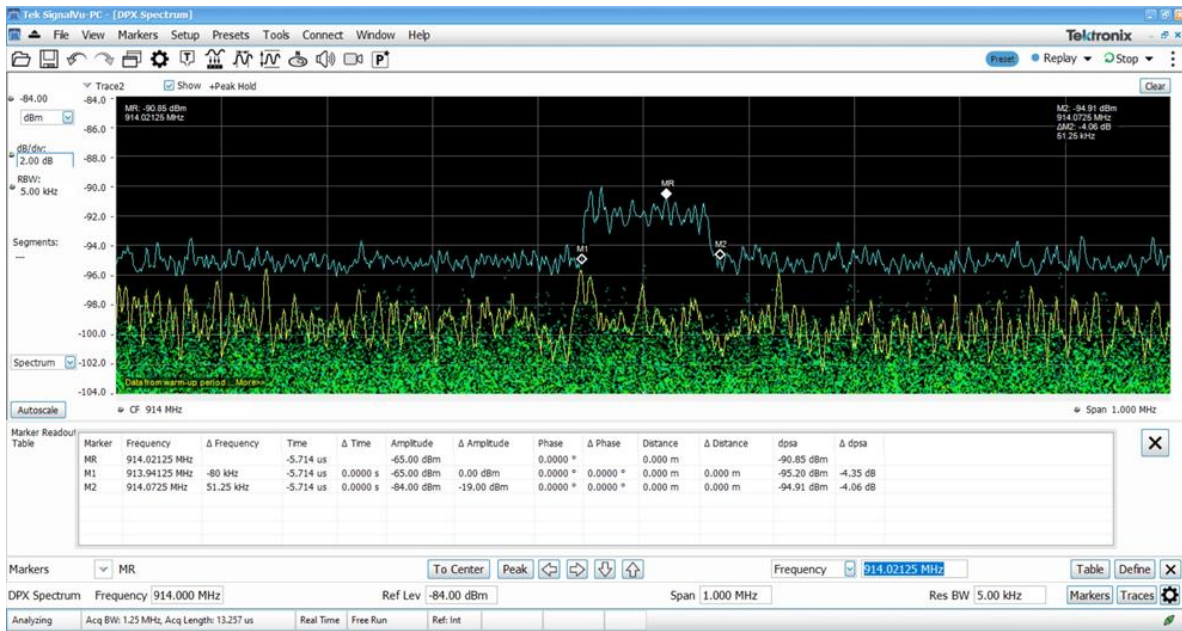 Tek SignalVu-PC - [DPX Spectrum]
File View Markers Setup Presets Tools Connect Window Help
Tektronix
Preset Replay Stop
Trace2 Show +Peak Hold Clear
-84.00
dBm
dB/div:
2.00 dB
RBW:
5.00 kHz
Segments:
---
Spectrum
Autoscale
-84.0
-86.0
-88.0
-90.0
-92.0
-94.0
-96.0
-98.0
-100.0
-102.0
-104.0
MR: -90.85 dBm
914.02125 MHz
M2: -94.91 dBm
914.0725 MHz
ΔM2: -4.06 dB
51.25 kHz
MR
M1
M2
Data from warm-up period ... More>>
CF 914 MHz Span 1.000 MHz
Marker Readout
Table
Marker Frequency Δ Frequency Time Δ Time Amplitude Δ Amplitude Phase Δ Phase Distance Δ Distance dpsa Δ dpsa
MR 914.02125 MHz -5.714 us -65.00 dBm 0.0000 ° 0.000 m -90.85 dBm
M1 913.94125 MHz -80 kHz -5.714 us 0.0000 s -65.00 dBm 0.00 dBm 0.0000 ° 0.0000 ° 0.000 m 0.000 m -95.20 dBm -4.35 dB
M2 914.0725 MHz 51.25 kHz -5.714 us 0.0000 s -84.00 dBm -19.00 dBm 0.0000 ° 0.0000 ° 0.000 m 0.000 m -94.91 dBm -4.06 dB
Markers MR To Center Peak Frequency 914.02125 MHz Table Define
DPX Spectrum Frequency 914.000 MHz Ref Lev -84.00 dBm Span 1.000 MHz Res BW 5.00 kHz Markers Traces
Analyzing Acq BW: 1.25 MHz, Acq Length: 13.257 us Real Time Free Run Ref: Int